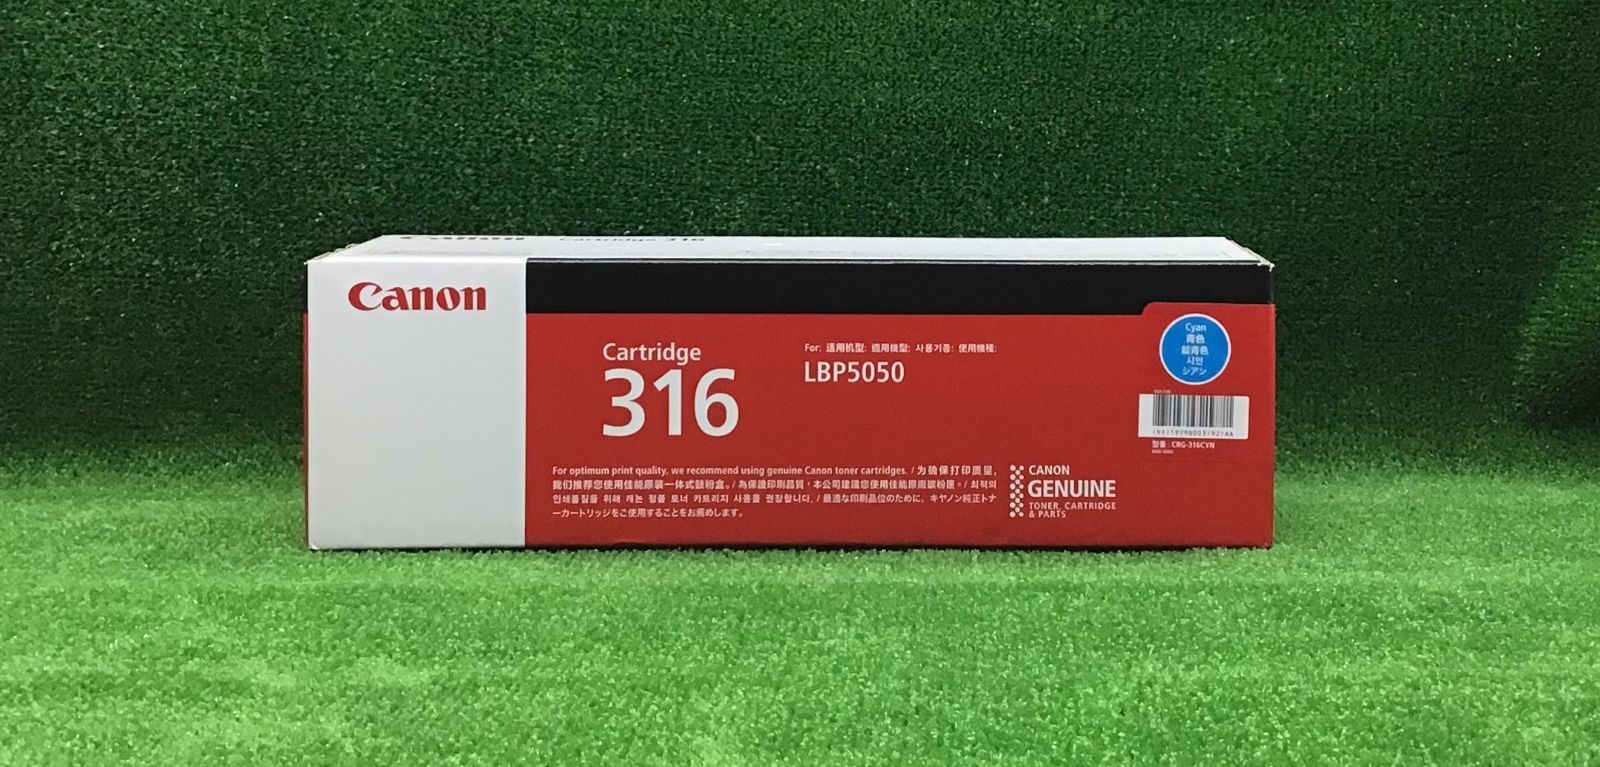 Cartridge 316
Canon
Cartridge
316
For: 适用机型: 適用機型: 사용기종: 使用機種:
LBP5050
Cyan
青色
靛青色
시안
シアン
型番 : CRG-316CYN
For optimum print quality, we recommend using genuine Canon toner cartridges. / 为确保打印质量,
我们推荐您使用佳能原装一体式鼓粉盒。/ 為保證印刷品質，本公司建議您使用佳能原廠碳粉匣。/ 최적의
인쇄품질을 위해 캐논 정품 토너 카트리지 사용을 권장합니다. / 最適な印刷品位のために、キヤノン純正トナ
ーカートリッジをご使用することをお薦めします。
CANON
GENUINE
TONER, CARTRIDGE
& PARTS